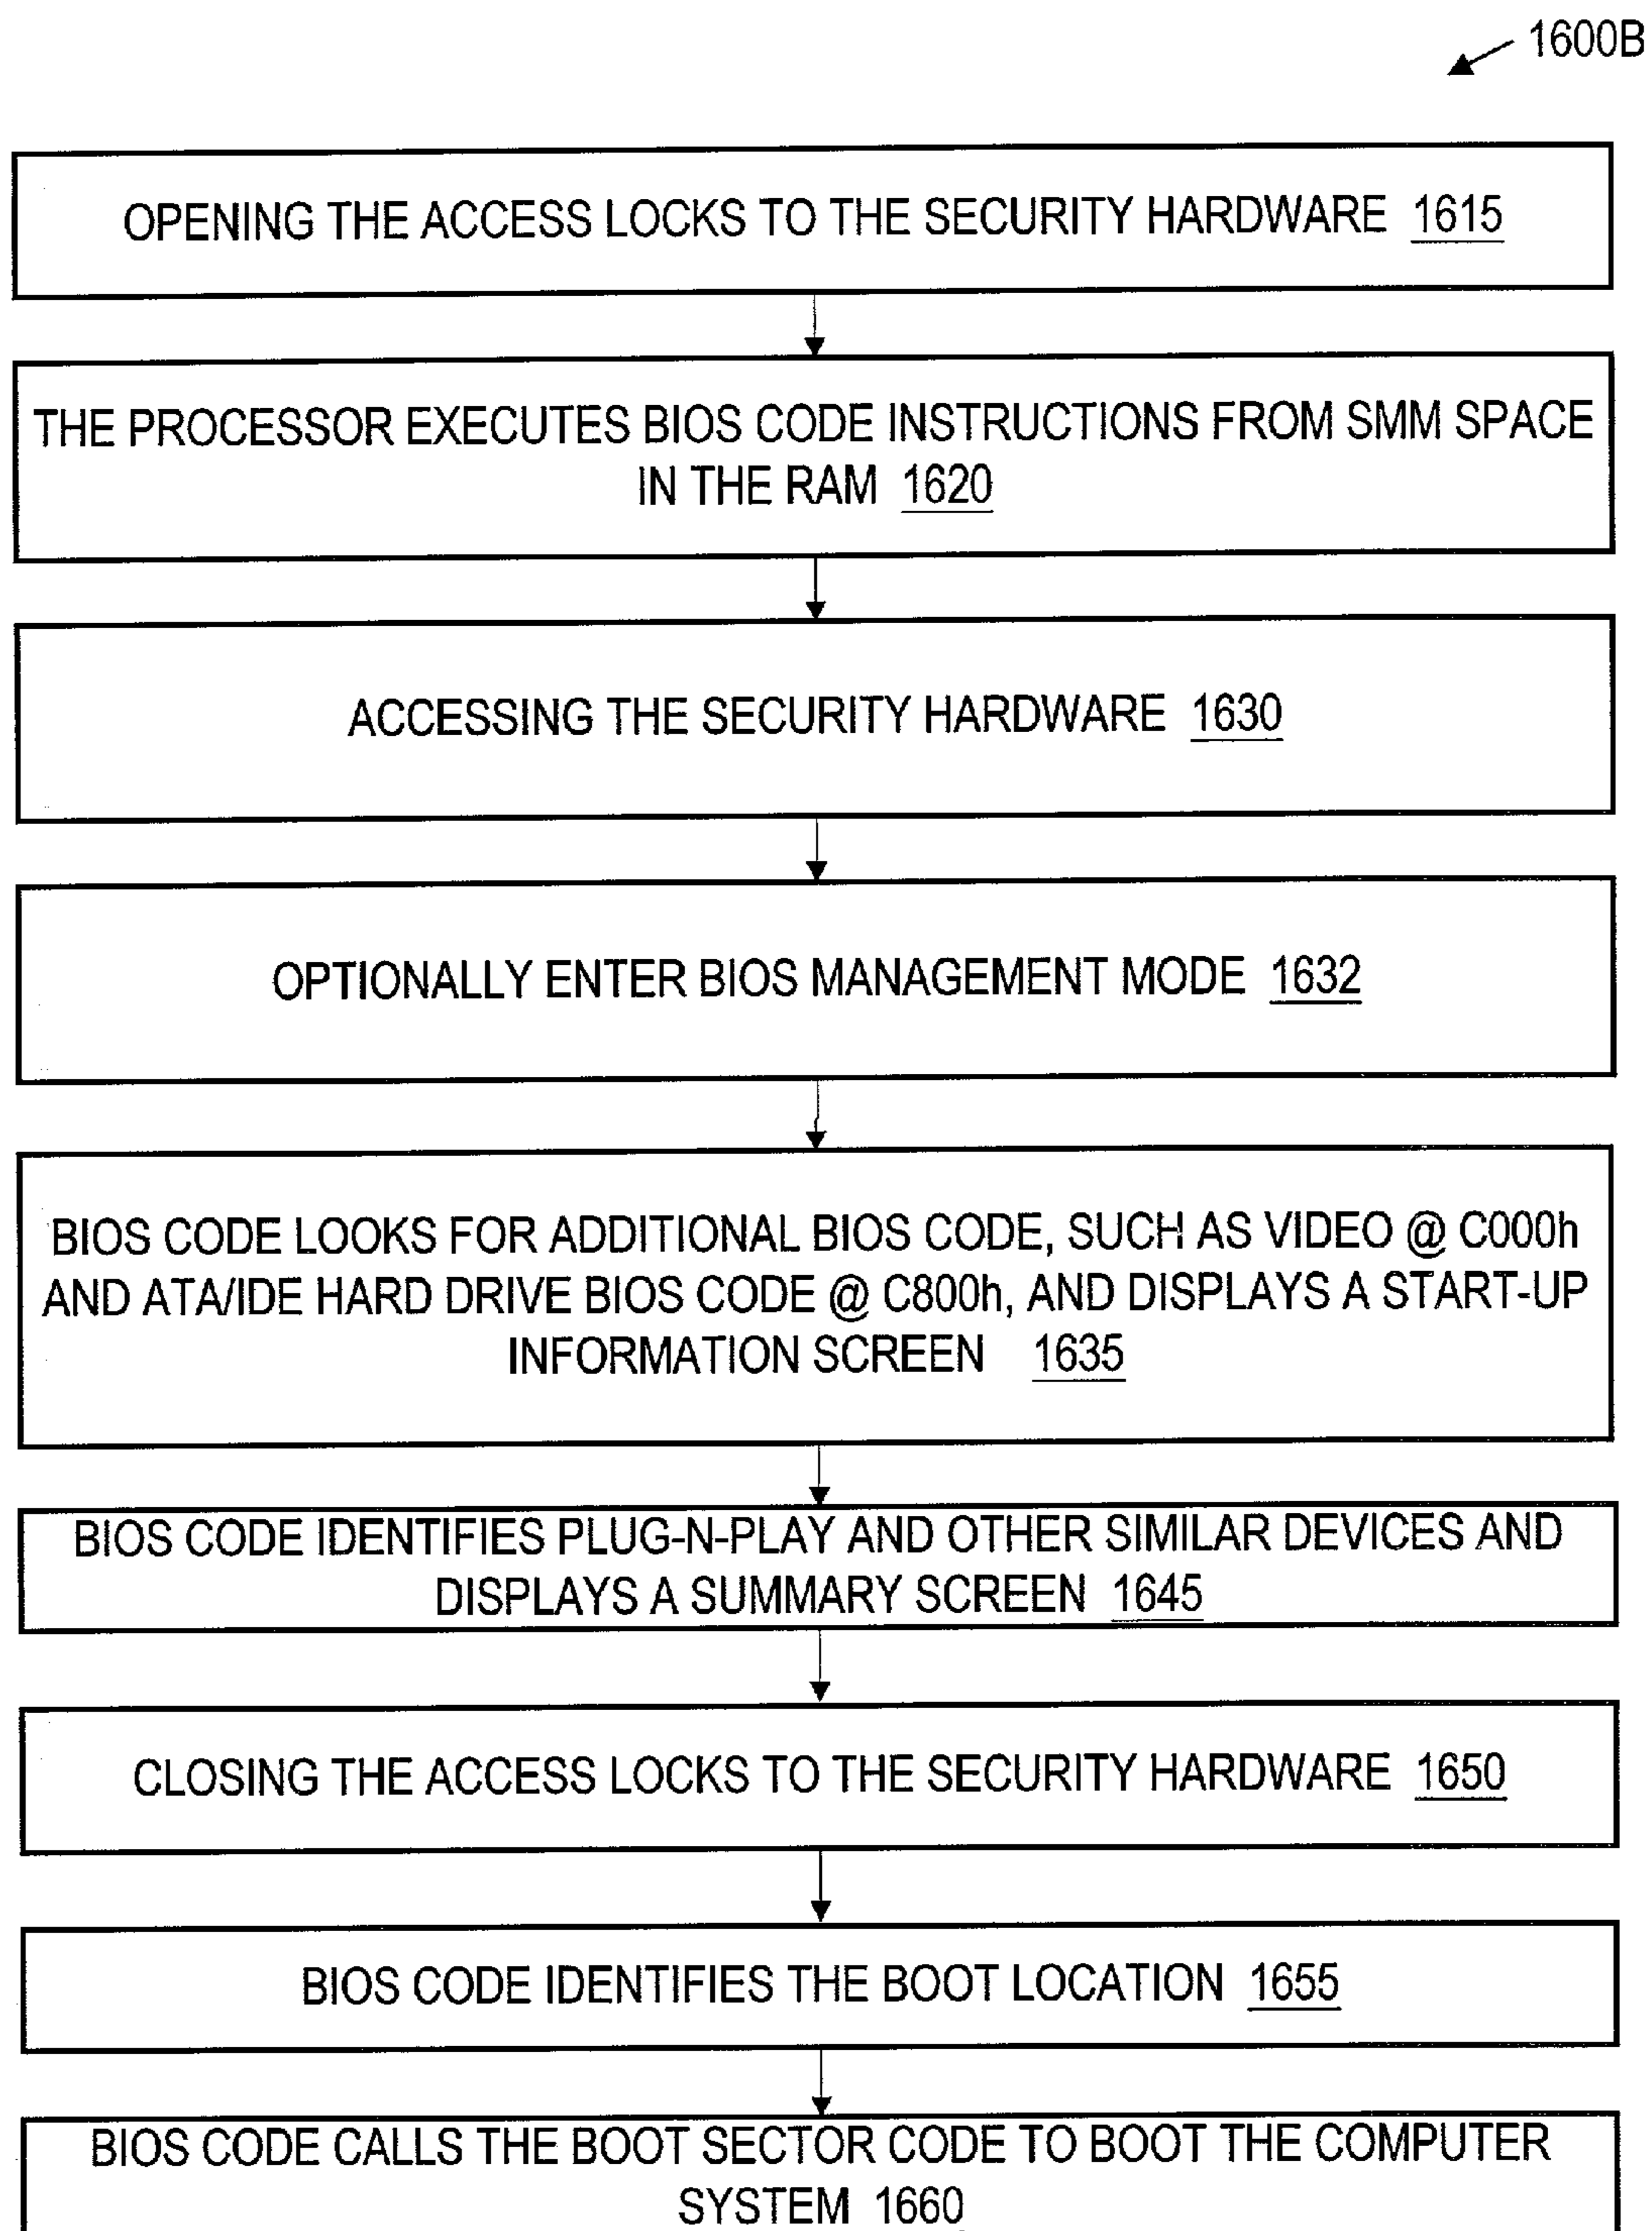 1600B
OPENING THE ACCESS LOCKS TO THE SECURITY HARDWARE 1615
THE PROCESSOR EXECUTES BIOS CODE INSTRUCTIONS FROM SMM SPACE
IN THE RAM 1620
ACCESSING THE SECURITY HARDWARE 1630
OPTIONALLY ENTER BIOS MANAGEMENT MODE 1632
BIOS CODE LOOKS FOR ADDITIONAL BIOS CODE, SUCH AS VIDEO @ C000h
AND ATA/IDE HARD DRIVE BIOS CODE @ C800h, AND DISPLAYS A START-UP
INFORMATION SCREEN 1635
BIOS CODE IDENTIFIES PLUG-N-PLAY AND OTHER SIMILAR DEVICES AND
DISPLAYS A SUMMARY SCREEN 1645
CLOSING THE ACCESS LOCKS TO THE SECURITY HARDWARE 1650
BIOS CODE IDENTIFIES THE BOOT LOCATION 1655
BIOS CODE CALLS THE BOOT SECTOR CODE TO BOOT THE COMPUTER
SYSTEM 1660